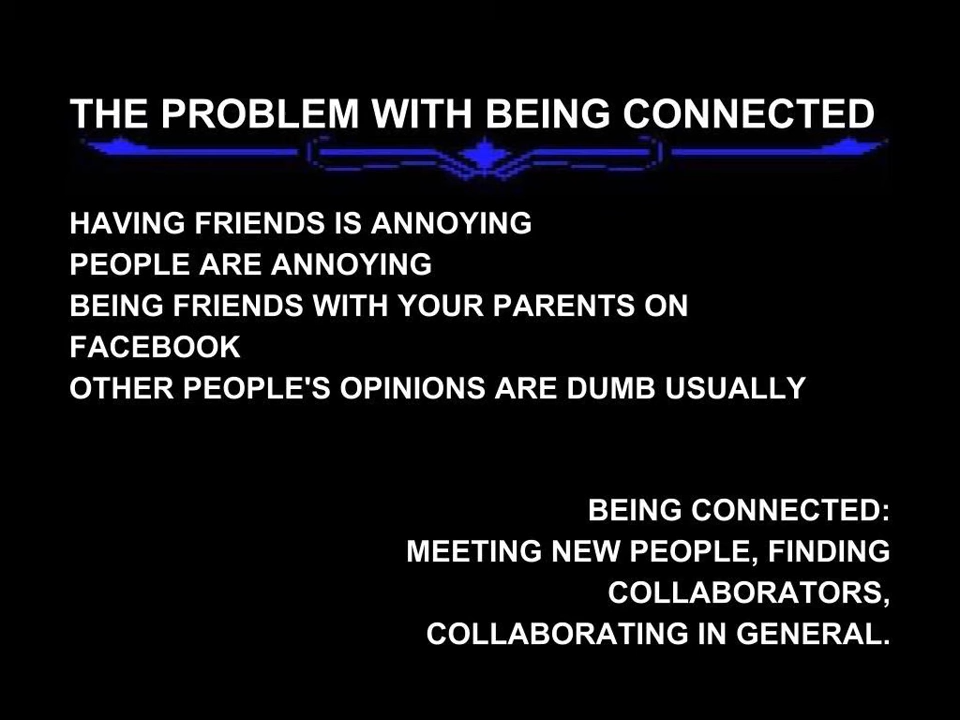 THE PROBLEM WITH BEING CONNECTED
HAVING FRIENDS IS ANNOYING
PEOPLE ARE ANNOYING
BEING FRIENDS WITH YOUR PARENTS ON
FACEBOOK
OTHER PEOPLE'S OPINIONS ARE DUMB USUALLY
BEING CONNECTED:
MEETING NEW PEOPLE, FINDING
COLLABORATORS,
COLLABORATING IN GENERAL.